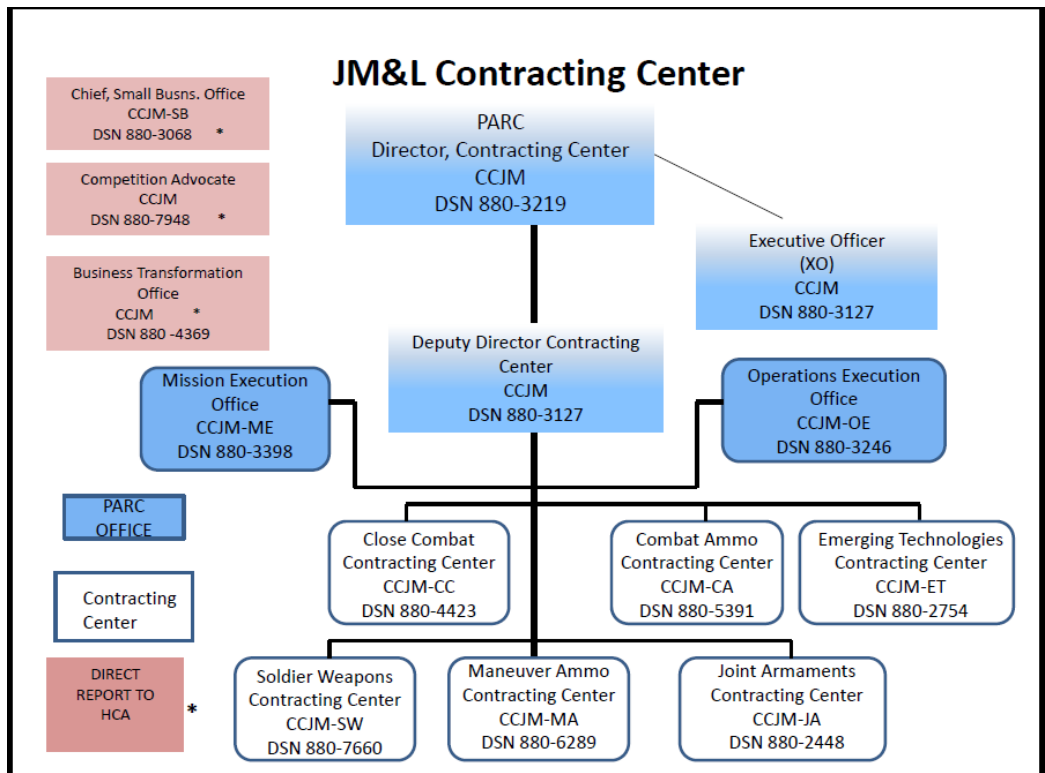 JM&L Contracting Center
Chief, Small Busns. Office
CCJM-SB
DSN 880-3068 *
Competition Advocate
CCJM
DSN 880-7948 *
Business Transformation
Office
CCJM *
DSN 880 -4369
PARC
Director, Contracting Center
CCJM
DSN 880-3219
Executive Officer
(XO)
CCJM
DSN 880-3127
Deputy Director Contracting
Center
CCJM
DSN 880-3127
Mission Execution
Office
CCJM-ME
DSN 880-3398
Operations Execution
Office
CCJM-OE
DSN 880-3246
PARC
OFFICE
Close Combat
Contracting Center
CCJM-CC
DSN 880-4423
Combat Ammo
Contracting Center
CCJM-CA
DSN 880-5391
Emerging Technologies
Contracting Center
CCJM-ET
DSN 880-2754
Contracting
Center
DIRECT
REPORT TO
HCA *
Soldier Weapons
Contracting Center
CCJM-SW
DSN 880-7660
Maneuver Ammo
Contracting Center
CCJM-MA
DSN 880-6289
Joint Armaments
Contracting Center
CCJM-JA
DSN 880-2448